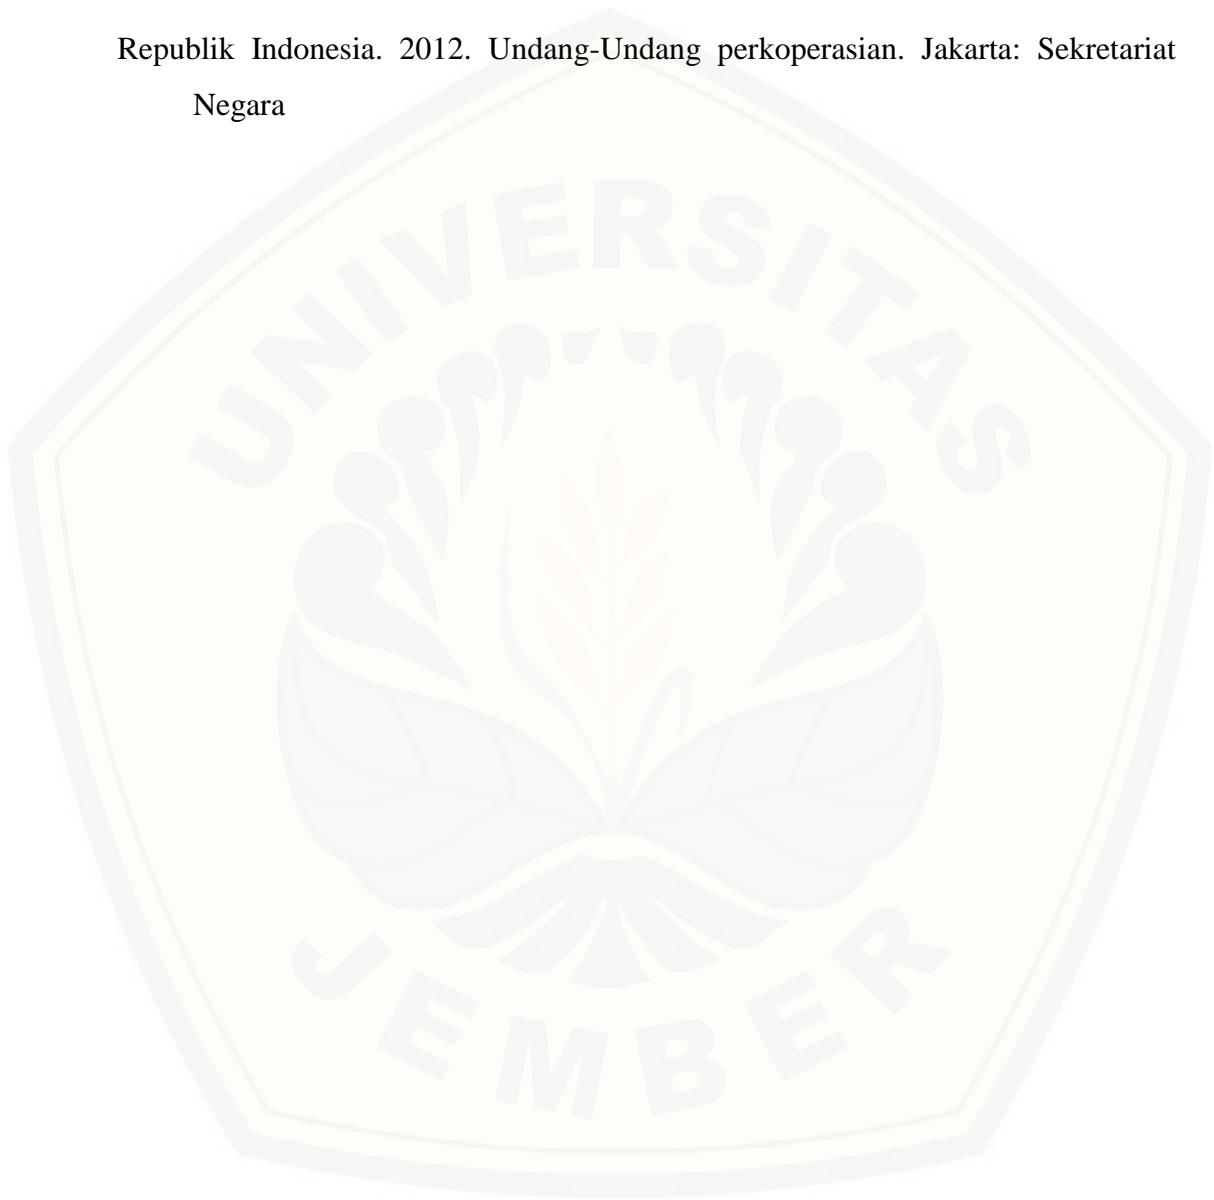 Republik Indonesia. 2012. Undang-Undang perkoperasian. Jakarta: Sekretariat
Negara
UNIVERSITAS
JEMBER